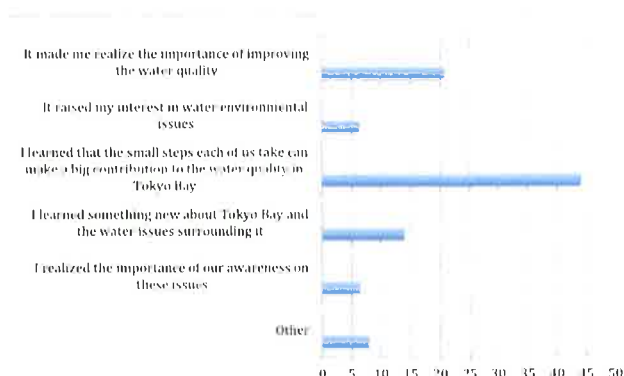 It made me realize the importance of improving
the water quality
It raised my interest in water environmental
issues
I learned that the small steps each of us take can
make a big contribution to the water quality in
Tokyo Bay
I learned something new about Tokyo Bay and
the water issues surrounding it
I realized the importance of our awareness on
these issues
Other
0 5 10 15 20 25 30 35 40 45 50